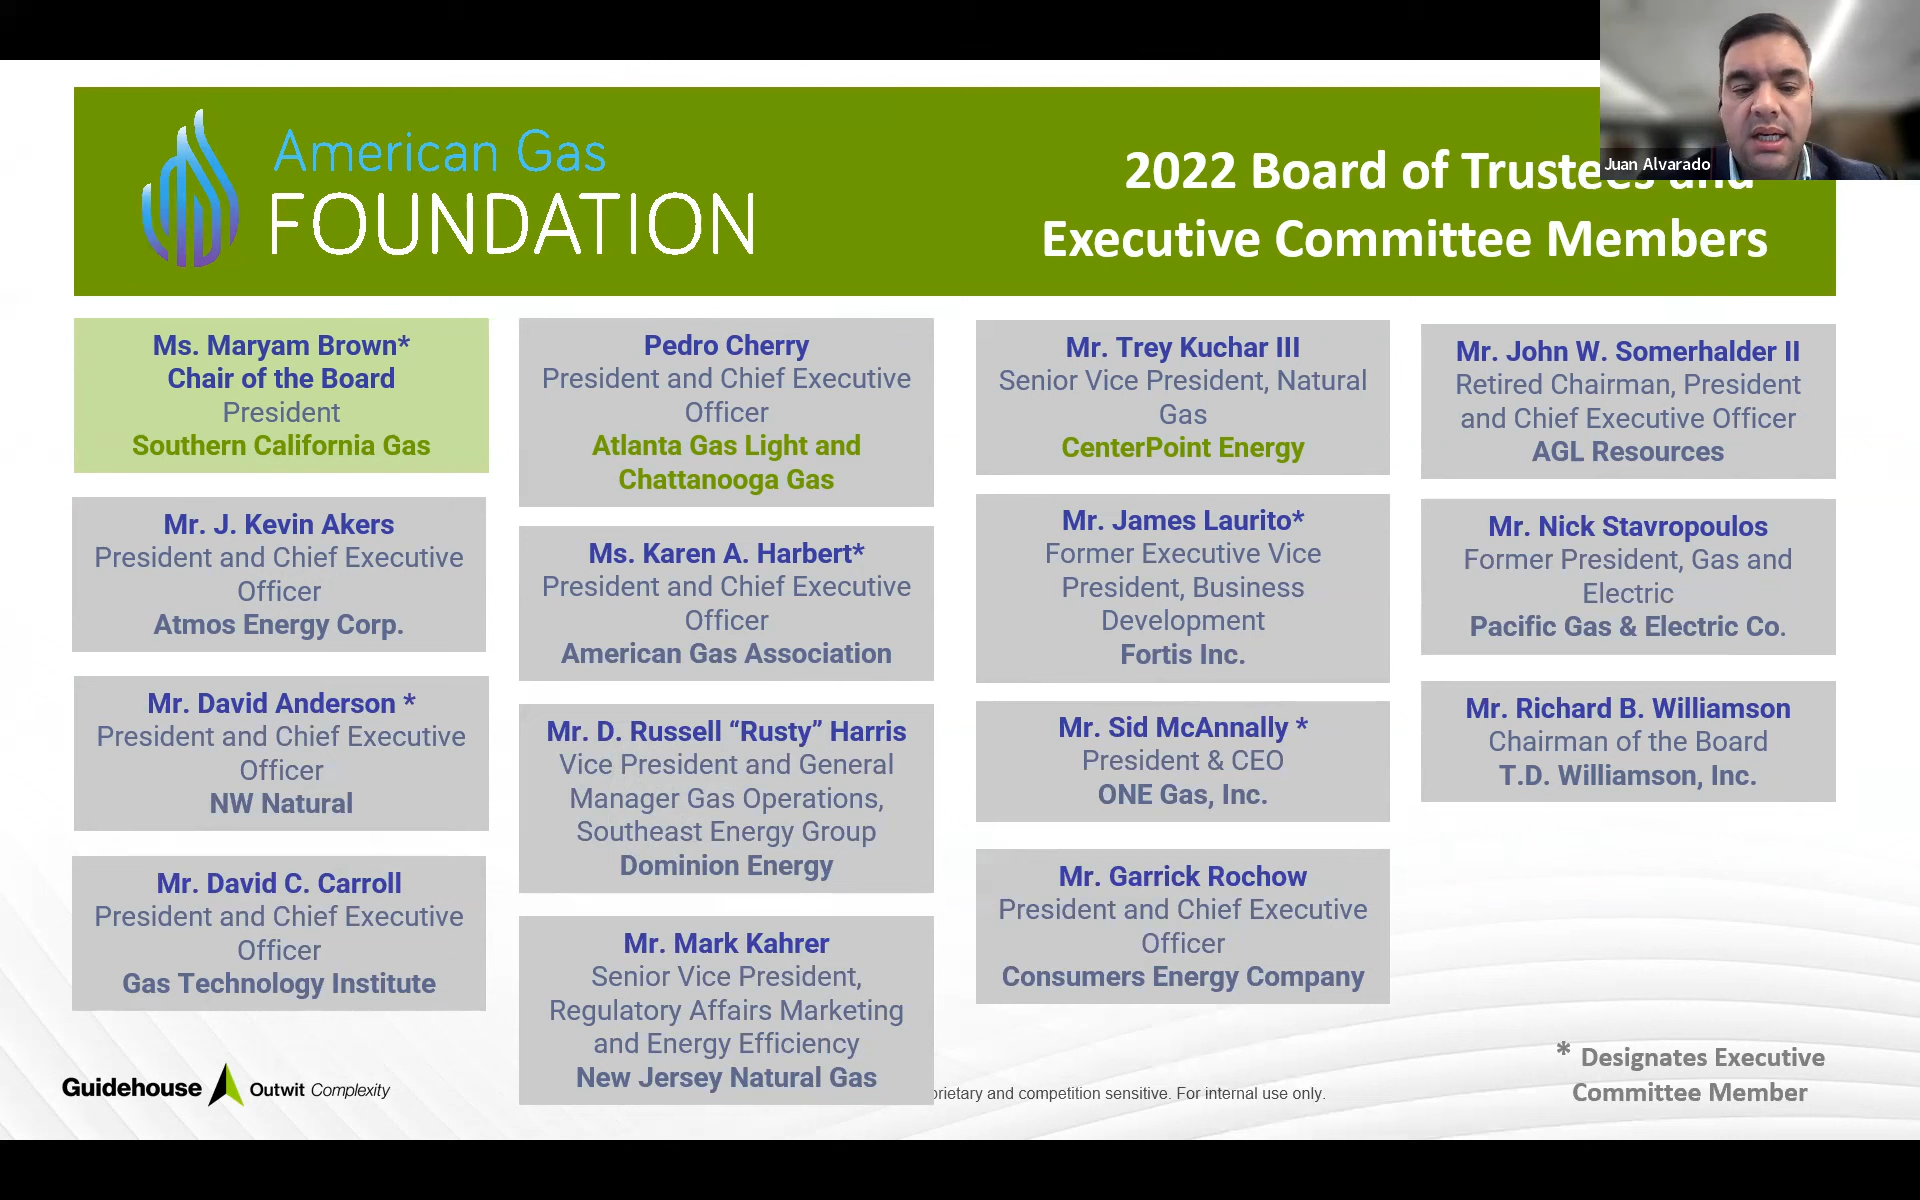 American Gas
FOUNDATION
2022 Board of Trustees and
Executive Committee Members
Juan Alvarado
Ms. Maryam Brown*
Chair of the Board
President
Southern California Gas
Mr. J. Kevin Akers
President and Chief Executive
Officer
Atmos Energy Corp.
Mr. David Anderson *
President and Chief Executive
Officer
NW Natural
Mr. David C. Carroll
President and Chief Executive
Officer
Gas Technology Institute
Pedro Cherry
President and Chief Executive
Officer
Atlanta Gas Light and
Chattanooga Gas
Ms. Karen A. Harbert*
President and Chief Executive
Officer
American Gas Association
Mr. D. Russell “Rusty” Harris
Vice President and General
Manager Gas Operations,
Southeast Energy Group
Dominion Energy
Mr. Mark Kahrer
Senior Vice President,
Regulatory Affairs Marketing
and Energy Efficiency
New Jersey Natural Gas
Mr. Trey Kuchar III
Senior Vice President, Natural
Gas
CenterPoint Energy
Mr. James Laurito*
Former Executive Vice
President, Business
Development
Fortis Inc.
Mr. Sid McAnnally *
President & CEO
ONE Gas, Inc.
Mr. Garrick Rochow
President and Chief Executive
Officer
Consumers Energy Company
Mr. John W. Somerhalder II
Retired Chairman, President
and Chief Executive Officer
AGL Resources
Mr. Nick Stavropoulos
Former President, Gas and
Electric
Pacific Gas & Electric Co.
Mr. Richard B. Williamson
Chairman of the Board
T.D. Williamson, Inc.
* Designates Executive
Committee Member
Guidehouse Outwit Complexity
and competition sensitive. For internal use only.